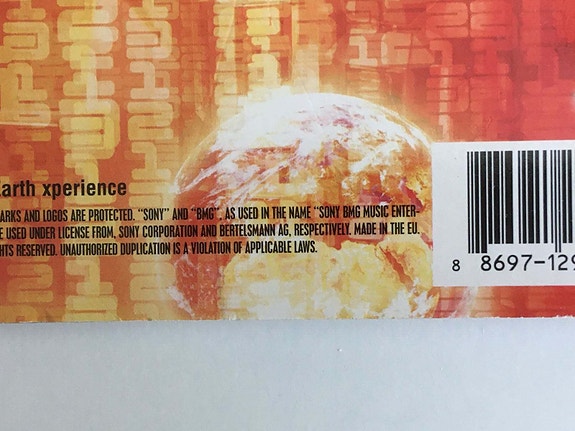 Earth xperience
ARKS AND LOGOS ARE PROTECTED. “SONY” AND “BMG”, AS USED IN THE NAME “SONY BMG MUSIC ENTER-
E USED UNDER LICENSE FROM, SONY CORPORATION AND BERTELSMANN AG, RESPECTIVELY. MADE IN THE EU.
HTS RESERVED. UNAUTHORIZED DUPLICATION IS A VIOLATION OF APPLICABLE LAWS.
8 8697-129